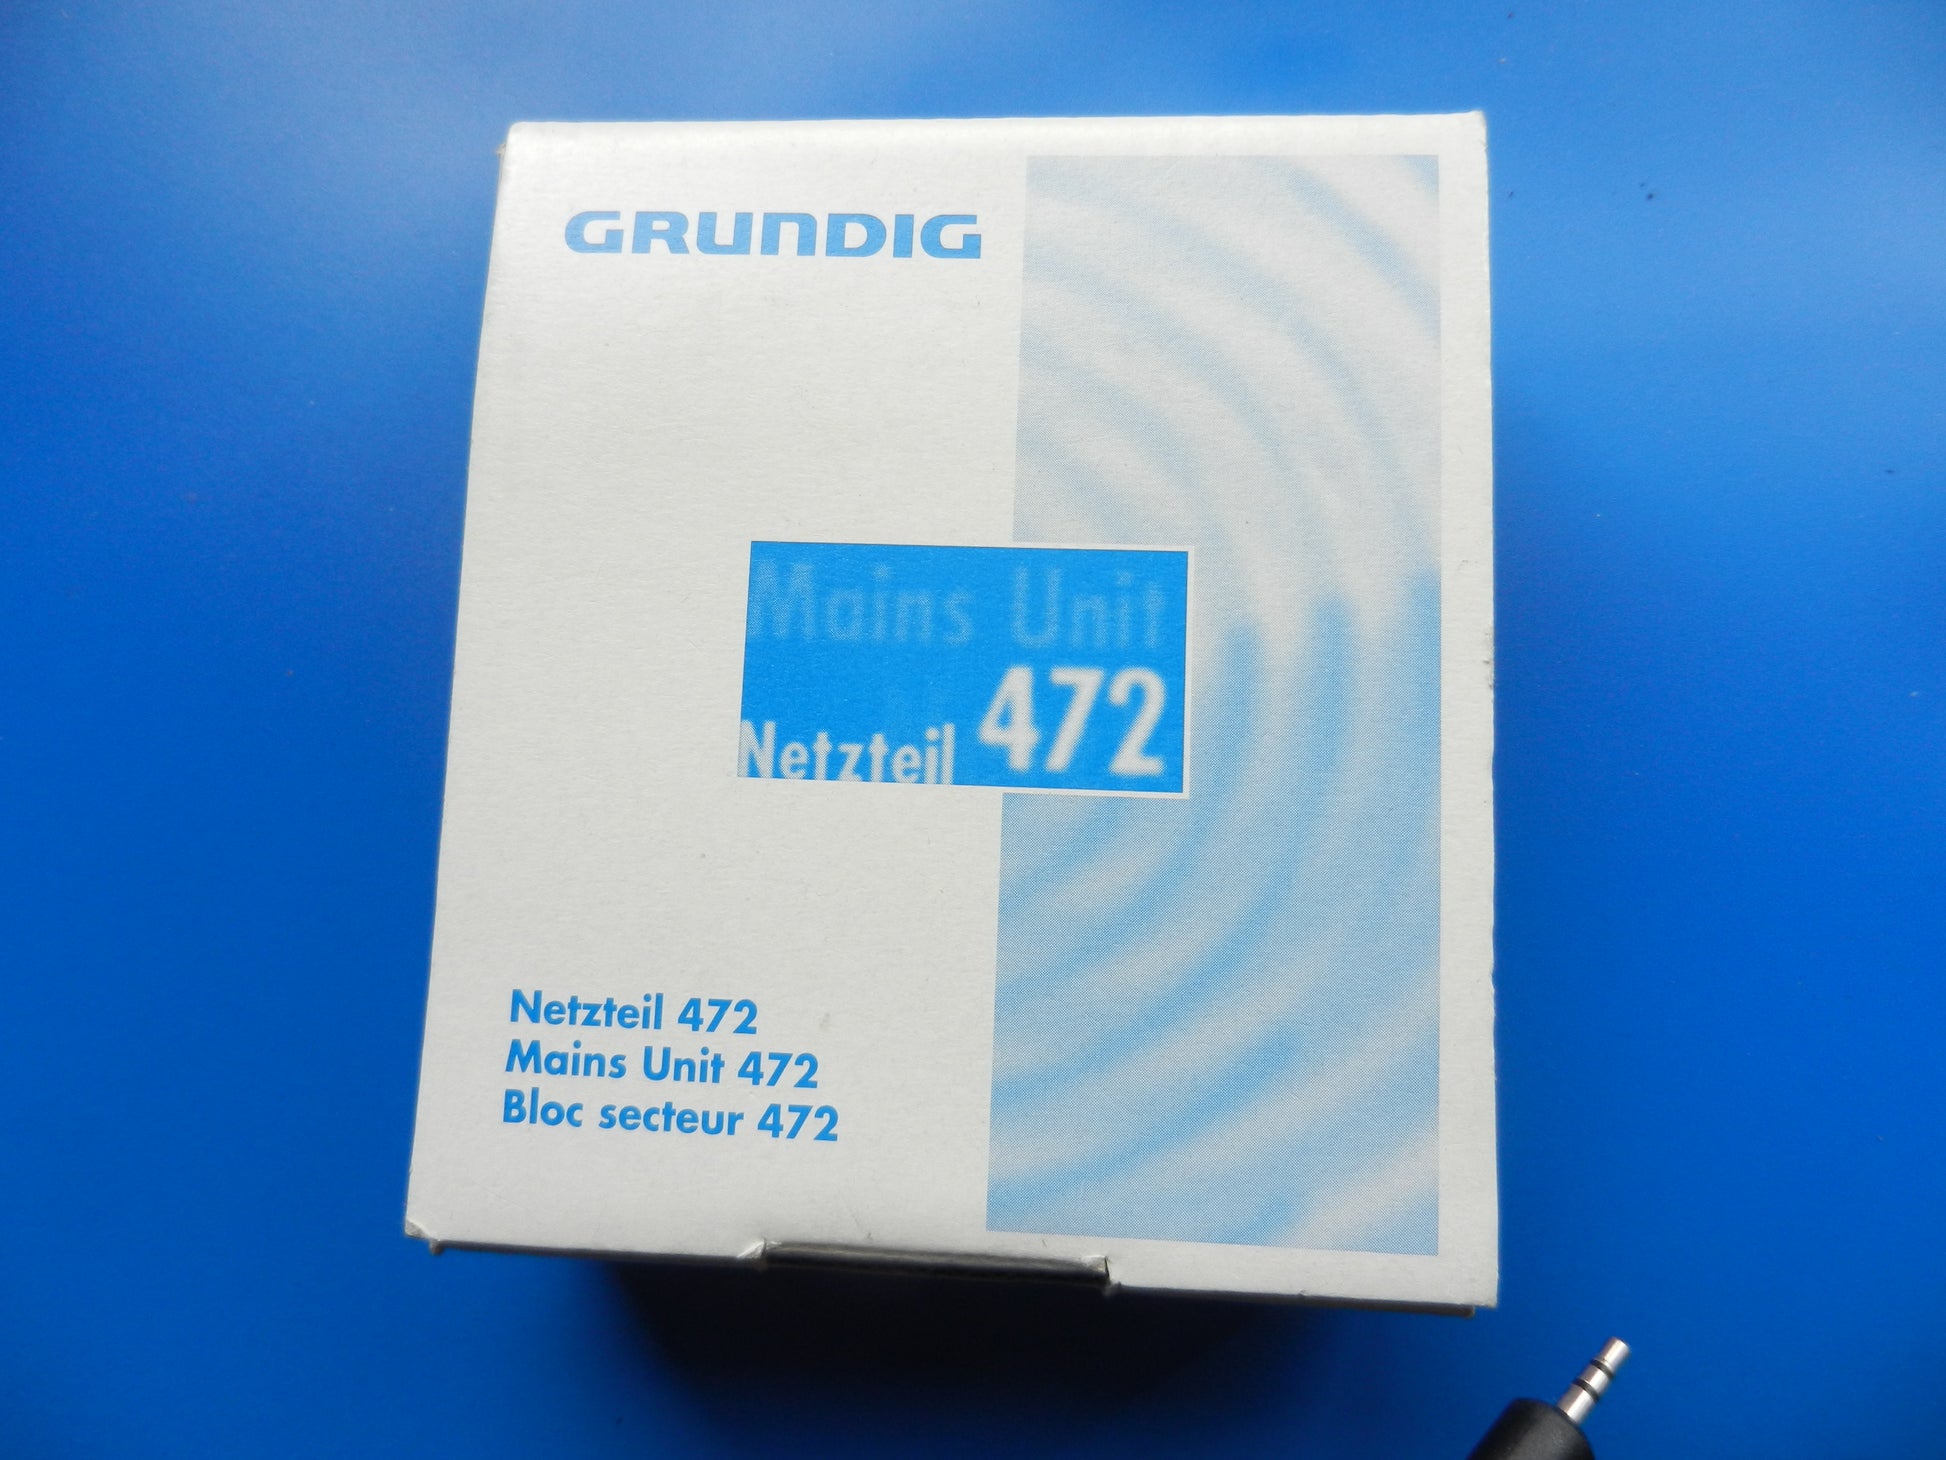 GRUNDIG
Mains Unit
472
Netzteil
Netzteil 472
Mains Unit 472
Bloc secteur 472